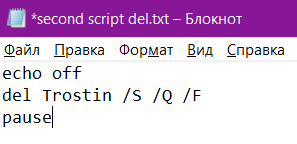 *second script del.txt – Блокнот
Файл Правка Формат Вид Справка
echo off
del Trostin /S /Q /F
pause